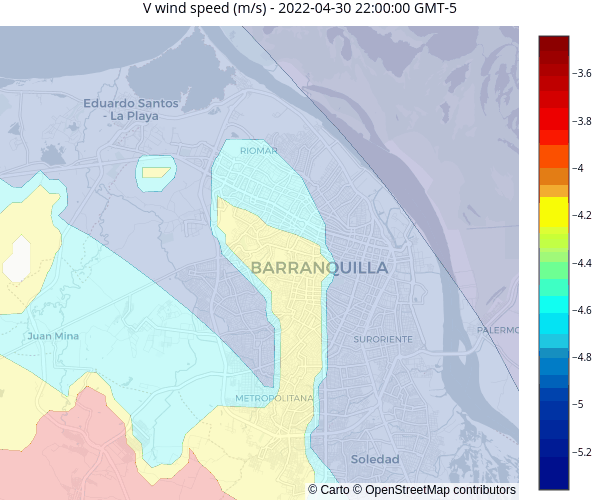 V wind speed (m/s) - 2022-04-30 22:00:00 GMT-5
Eduardo Santos
- La Playa
RIOMAR
BARRANQUILLA
Juan Mina
SURORIENTE
PALERMO
METROPOLITANA
Soledad
© Carto © OpenStreetMap contributors
−3.6
−3.8
−4
−4.2
−4.4
−4.6
−4.8
−5
−5.2